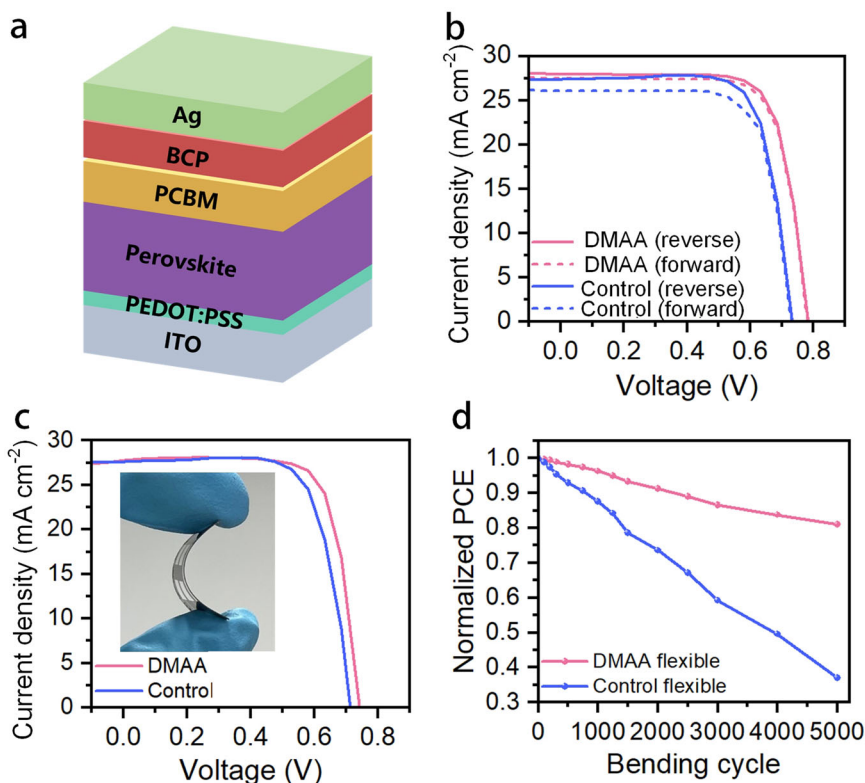 a
Ag
BCP
PCBM
Perovskite
PEDOT:PSS
ITO
b
Current density (mA cm⁻²)
30
25
20
15
10
5
0
DMAA (reverse)
DMAA (forward)
Control (reverse)
Control (forward)
0.0 0.2 0.4 0.6 0.8
Voltage (V)
c
Current density (mA cm⁻²)
30
25
20
15
10
5
0
DMAA
Control
0.0 0.2 0.4 0.6 0.8
Voltage (V)
d
Normalized PCE
1.0
0.9
0.8
0.7
0.6
0.5
0.4
0.3
DMAA flexible
Control flexible
0 1000 2000 3000 4000 5000
Bending cycle